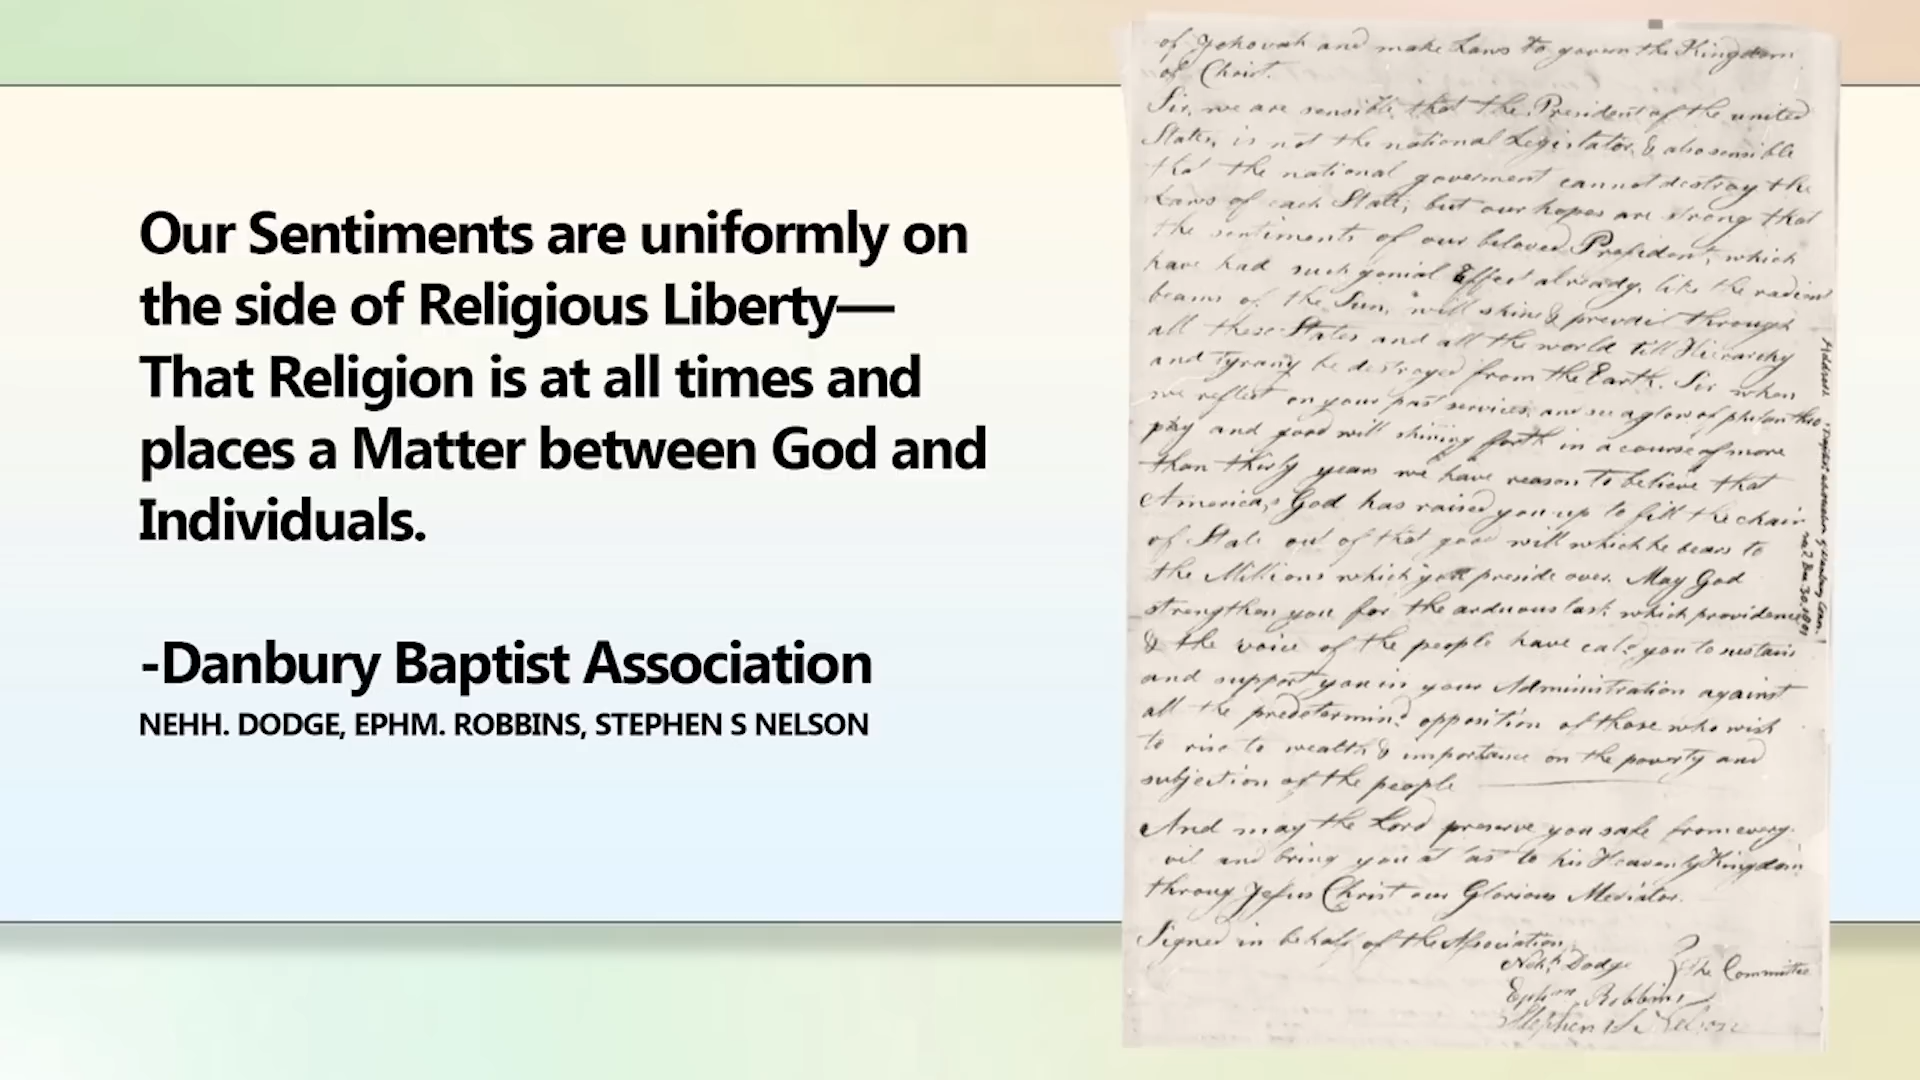 Our Sentiments are uniformly on
the side of Religious Liberty—
That Religion is at all times and
places a Matter between God and
Individuals.
-Danbury Baptist Association
NEHH. DODGE, EPHM. ROBBINS, STEPHEN S NELSON
of Jehovah and make Laws to govern the Kingdom
of Christ.
Sir, we are sensible that the President of the united
States, is not the national Legislator, & also sensible
that the national goverment cannot destroy the
Laws of each State; but our hopes are strong that
the sentiments of our beloved President, which
have had such genial Effect already, like the radiant
beams of the Sun, will shine & prevail through
all these States and all the world till Hierarchy
and tyrany be destroyed from the Earth. Sir when
we reflect on your past services, and see a glow of philanthro
phy and good will shining forth in a course of more
than thirty years we have reason to believe that
America,s God has raised you up to fill the chair
of State out of that good will which he bears to
the Millions which you preside over. May God
strengthen you for the arduous task which providence
& the voice of the people have cal.d you to sustain
and support you in your Administration against
all the predetermin.d opposition of those who wish
to rise to wealth & importance on the poverty and
subjection of the people
And may the Lord preserve you safe from every
vil and bring you at last to his Heavenly Kingdom
throug Jesus Christ our Glorious Mediator.
Signed in behalf of the Association,
Nehh Dodge
Ephm Robbins
The Committee
Stephen S Nelson
Address